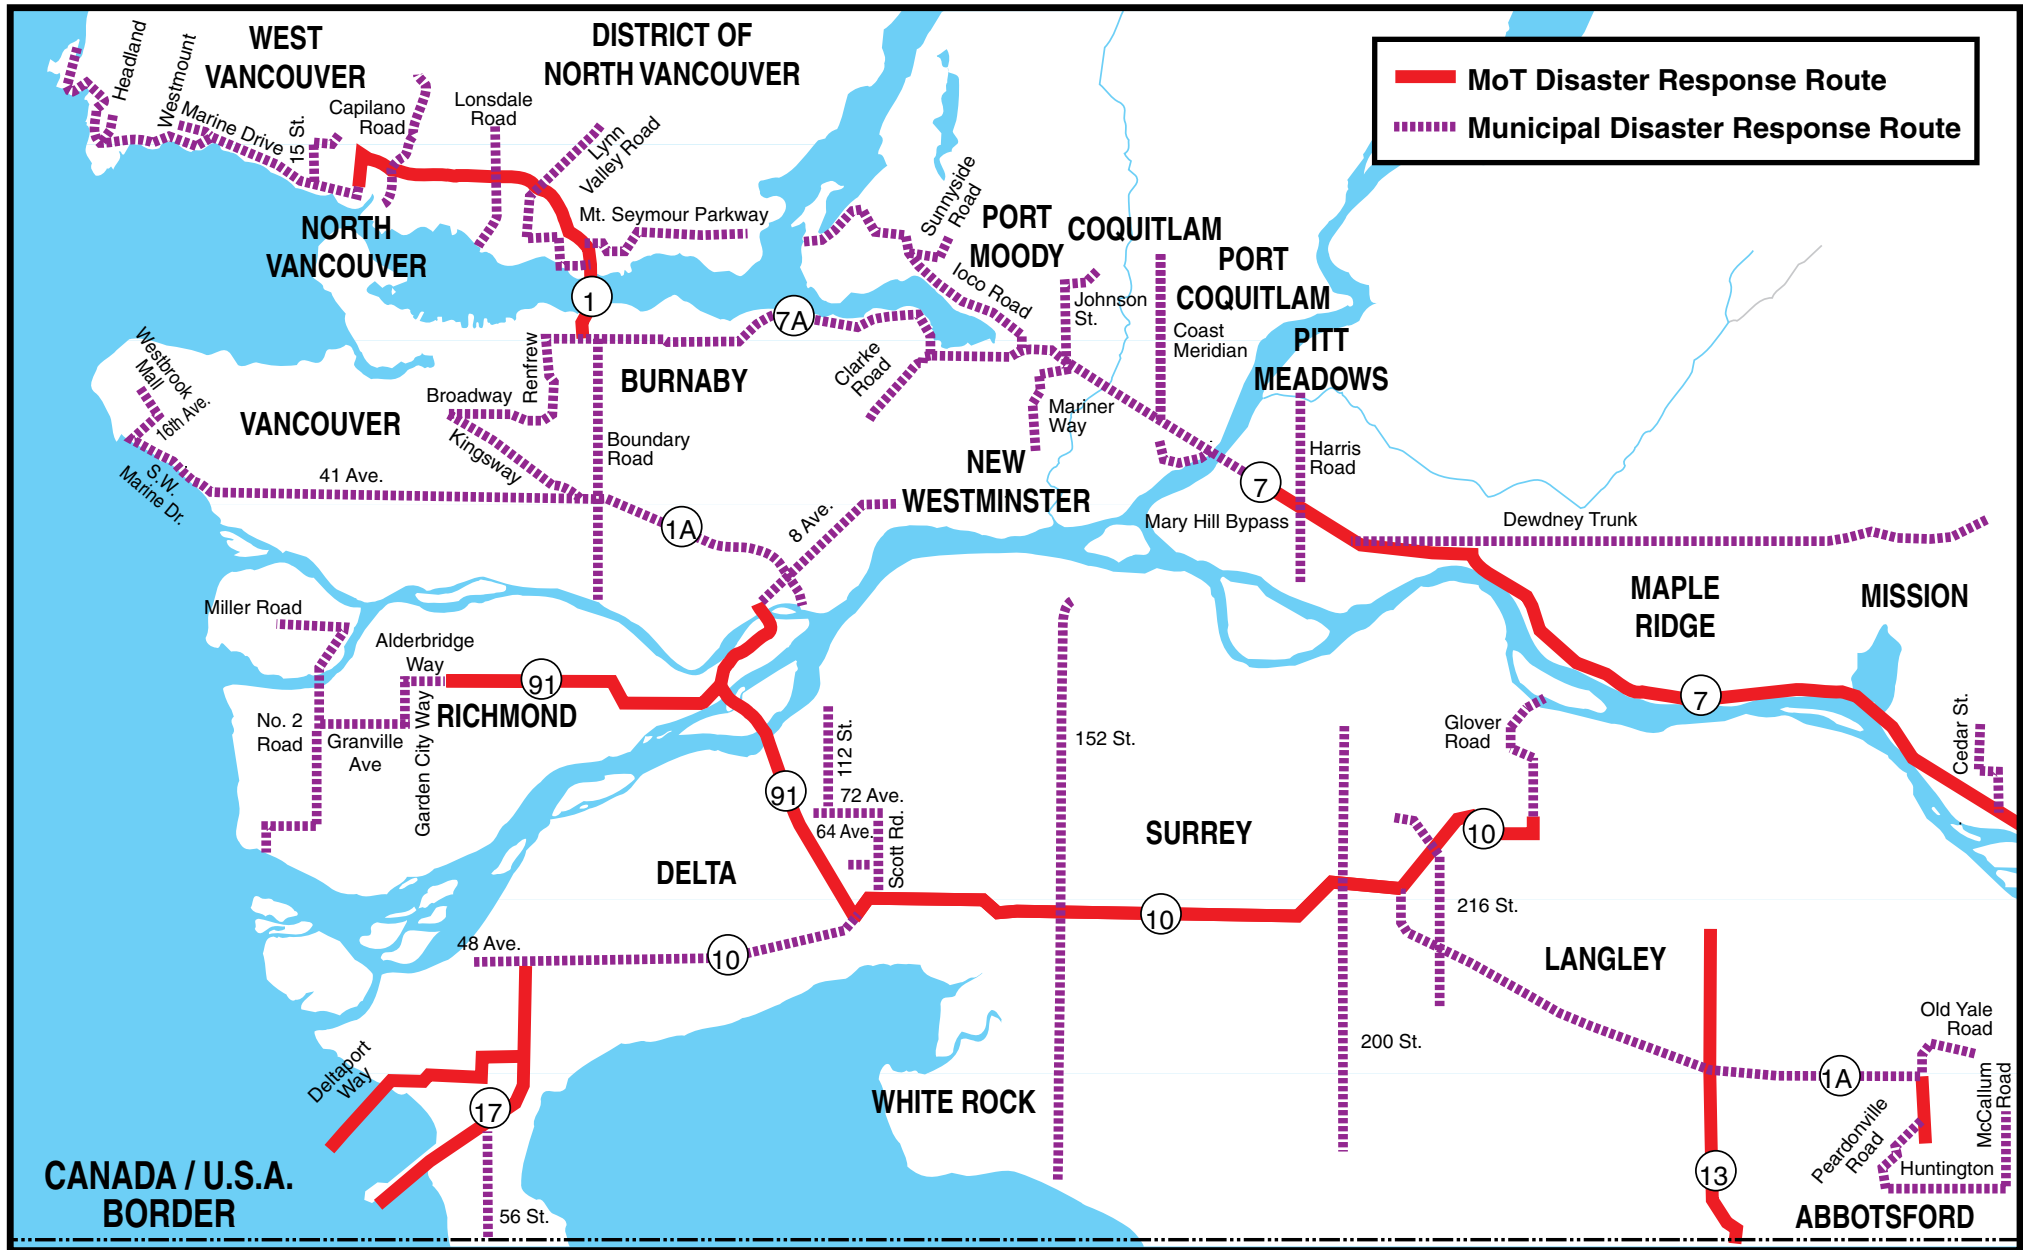 WEST
VANCOUVER
DISTRICT OF
NORTH VANCOUVER
MoT Disaster Response Route
Municipal Disaster Response Route
Headland
Westmount
Marine Drive
15 St.
Capilano
Road
Lonsdale
Road
Lynn
Valley Road
Mt. Seymour Parkway
NORTH
VANCOUVER
Sunnyside
Road
PORT
MOODY
COQUITLAM
PORT
COQUITLAM
Ioco Road
Johnson
St.
Coast
Meridian
PITT
MEADOWS
1
7A
Westbrook
Mall
16th Ave.
VANCOUVER
Broadway
Renfrew
BURNABY
Clarke
Road
Mariner
Way
Kingsway
Boundary
Road
Harris
Road
S.W.
Marine Dr.
41 Ave.
1A
8 Ave.
NEW
WESTMINSTER
7
Mary Hill Bypass
Dewdney Trunk
MAPLE
RIDGE
MISSION
Miller Road
Alderbridge
Way
91
RICHMOND
No. 2
Road
Granville
Ave
Garden City Way
112 St.
152 St.
Glover
Road
7
Cedar St.
91
72 Ave.
64 Ave.
Scott Rd.
SURREY
10
DELTA
10
216 St.
48 Ave.
10
LANGLEY
Old Yale
Road
200 St.
Deltaport
Way
17
WHITE ROCK
1A
McCallum
Road
Peardonville
Road
13
Huntington
CANADA / U.S.A.
BORDER
56 St.
ABBOTSFORD